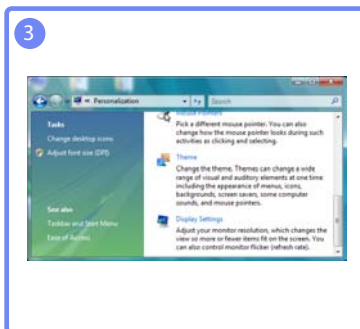 3
Personalization
Search
Tasks
Change desktop icons
Adjust font size (DPI)
See also
Taskbar and Start Menu
Ease of Access
Mouse Pointers
Pick a different mouse pointer. You can also
change how the mouse pointer looks during such
activities as clicking and selecting.
Theme
Change the theme. Themes can change a wide
range of visual and auditory elements at one time
including the appearance of menus, icons,
backgrounds, screen savers, some computer
sounds, and mouse pointers.
Display Settings
Adjust your monitor resolution, which changes the
view so more or fewer items fit on the screen. You
can also control monitor flicker (refresh rate).